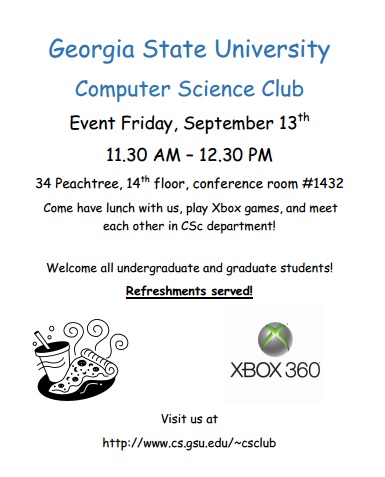 Georgia State University
Computer Science Club
Event Friday, September 13th
11.30 AM – 12.30 PM
34 Peachtree, 14th floor, conference room #1432
Come have lunch with us, play Xbox games, and meet
each other in CSc department!
Welcome all undergraduate and graduate students!
Refreshments served!
XBOX 360
Visit us at
http://www.cs.gsu.edu/~csclub